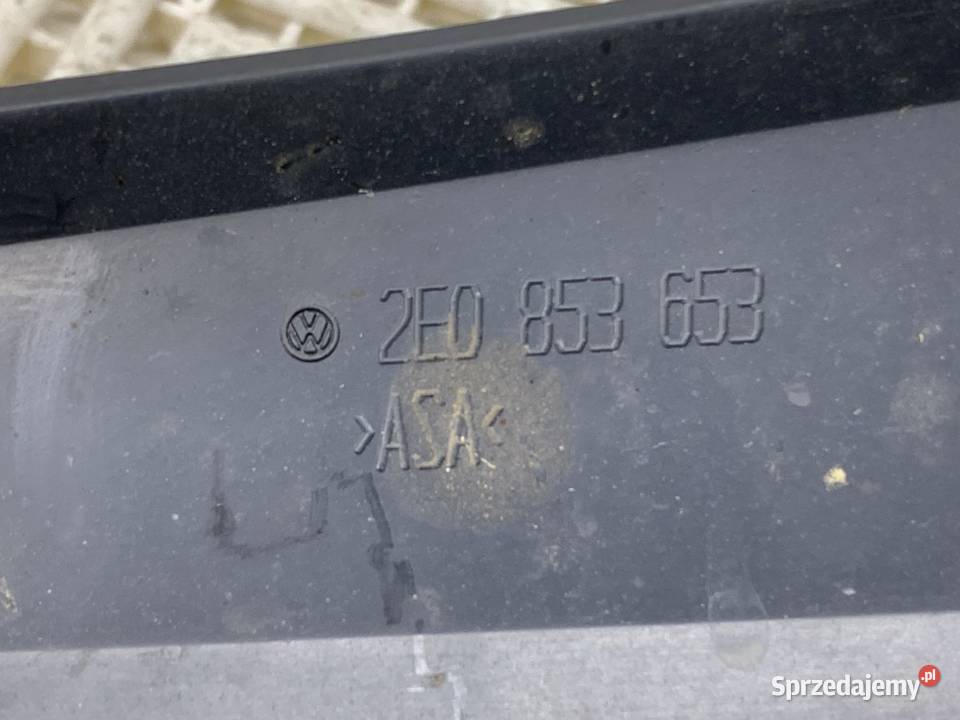 2E0 853 653
>ASA<
Sprzedajemy.pl